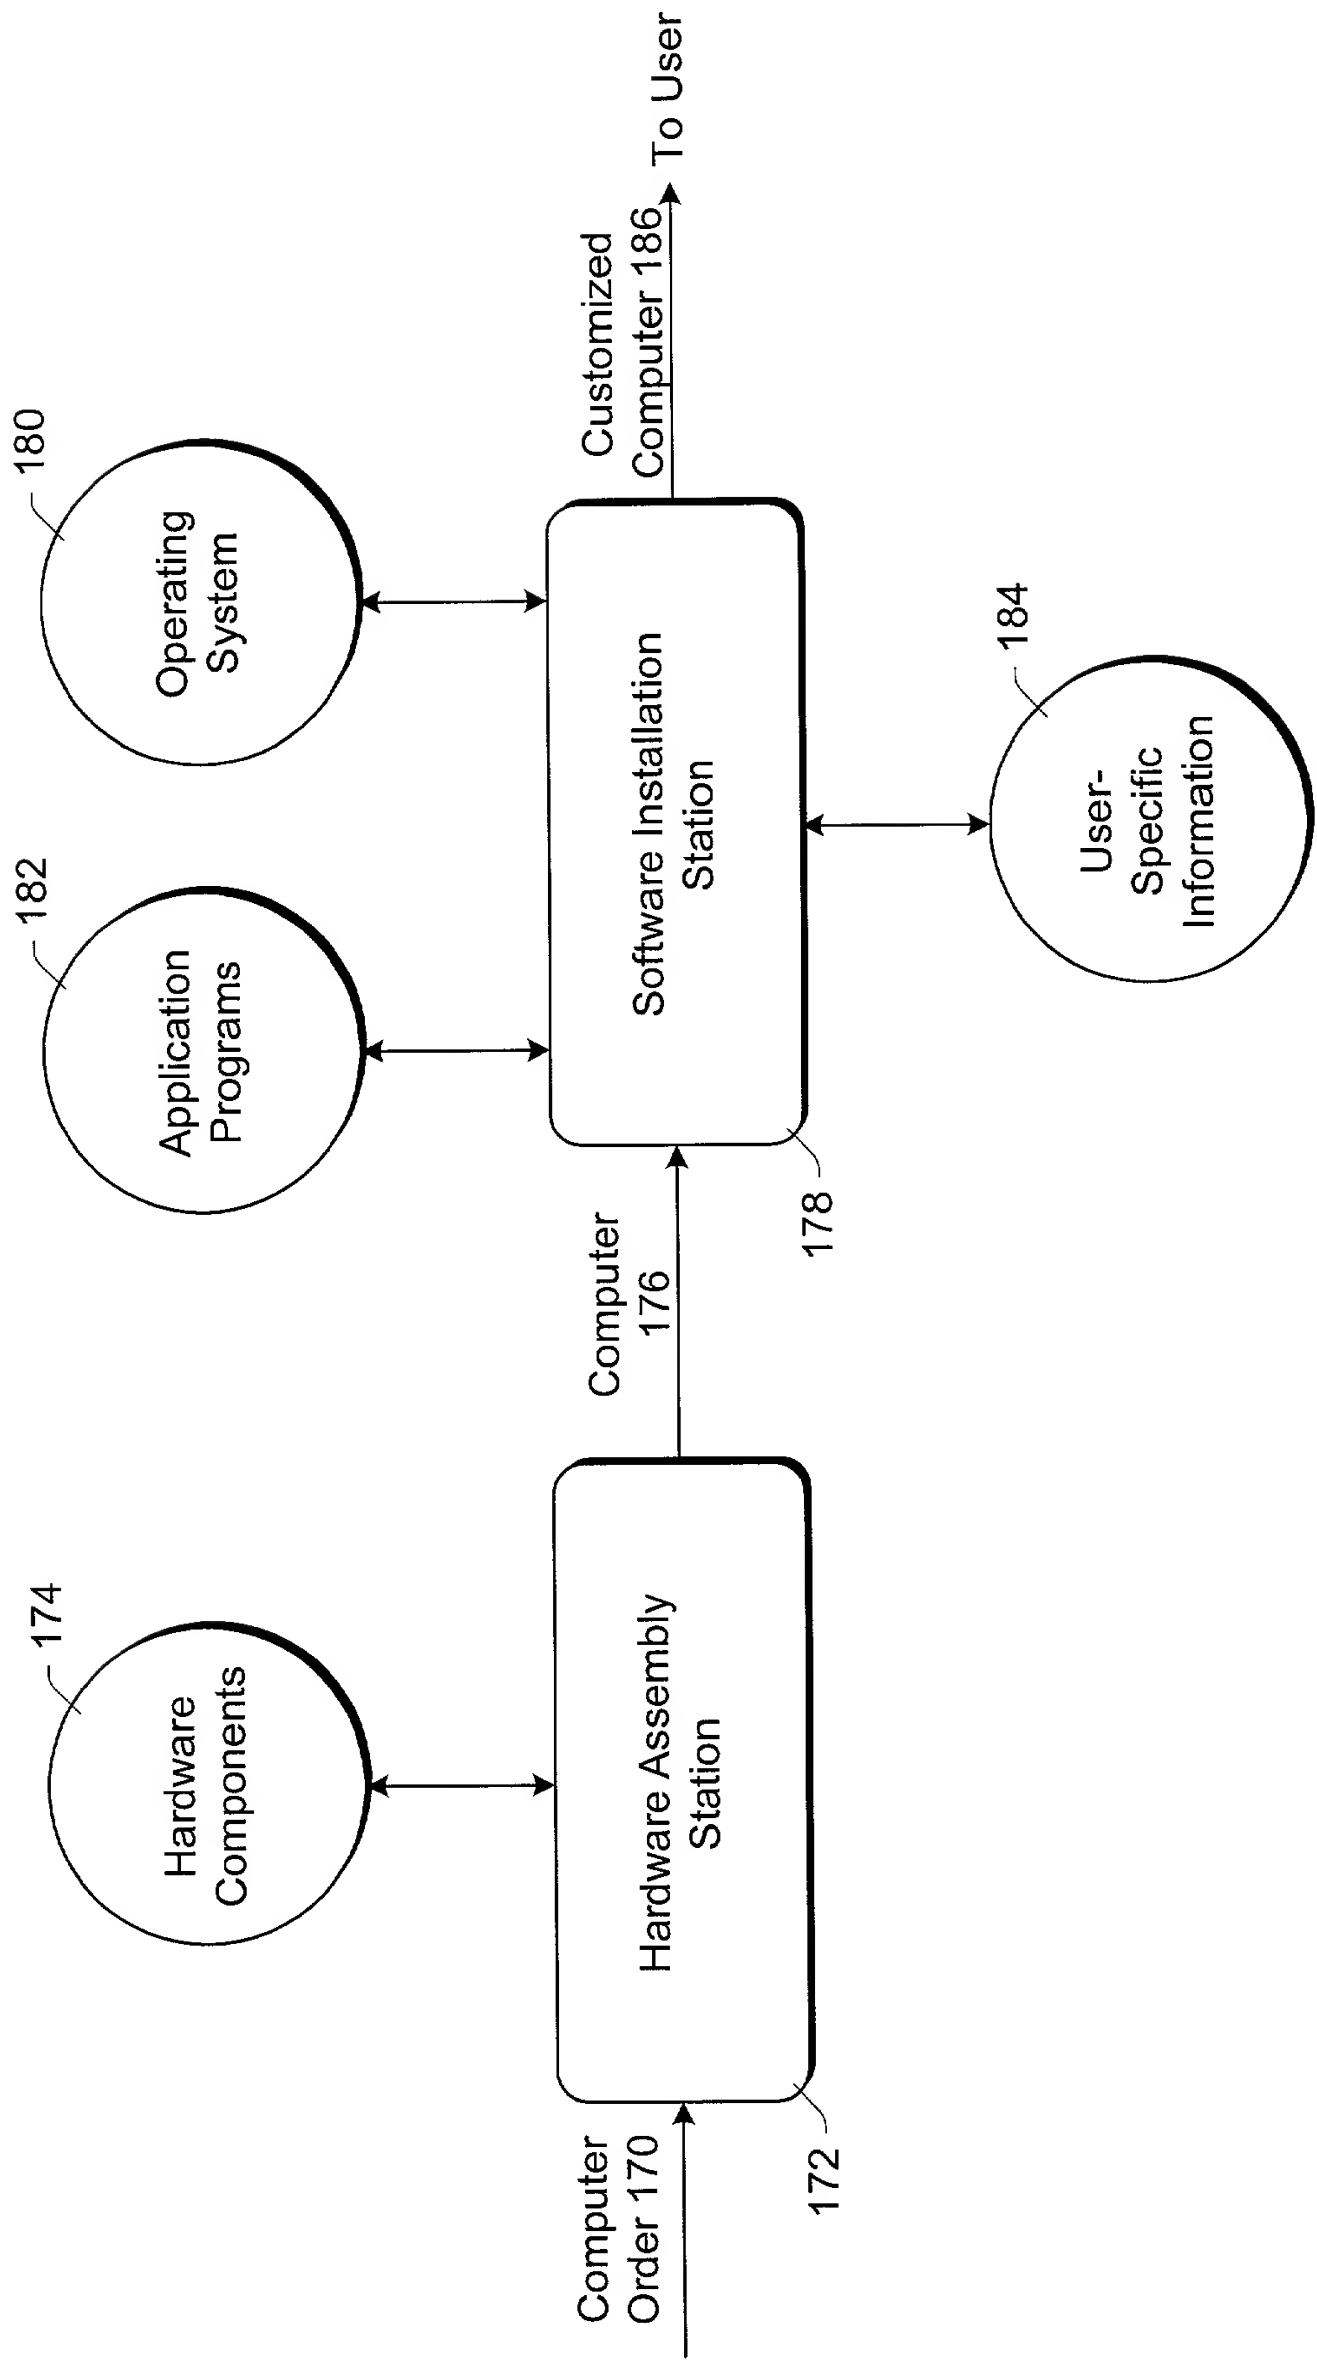 174
Hardware
Components
182
Application
Programs
180
Operating
System
Computer
Order 170
Hardware Assembly
Station
172
Computer
176
Software Installation
Station
178
Customized
Computer 186
To User
184
User-
Specific
Information